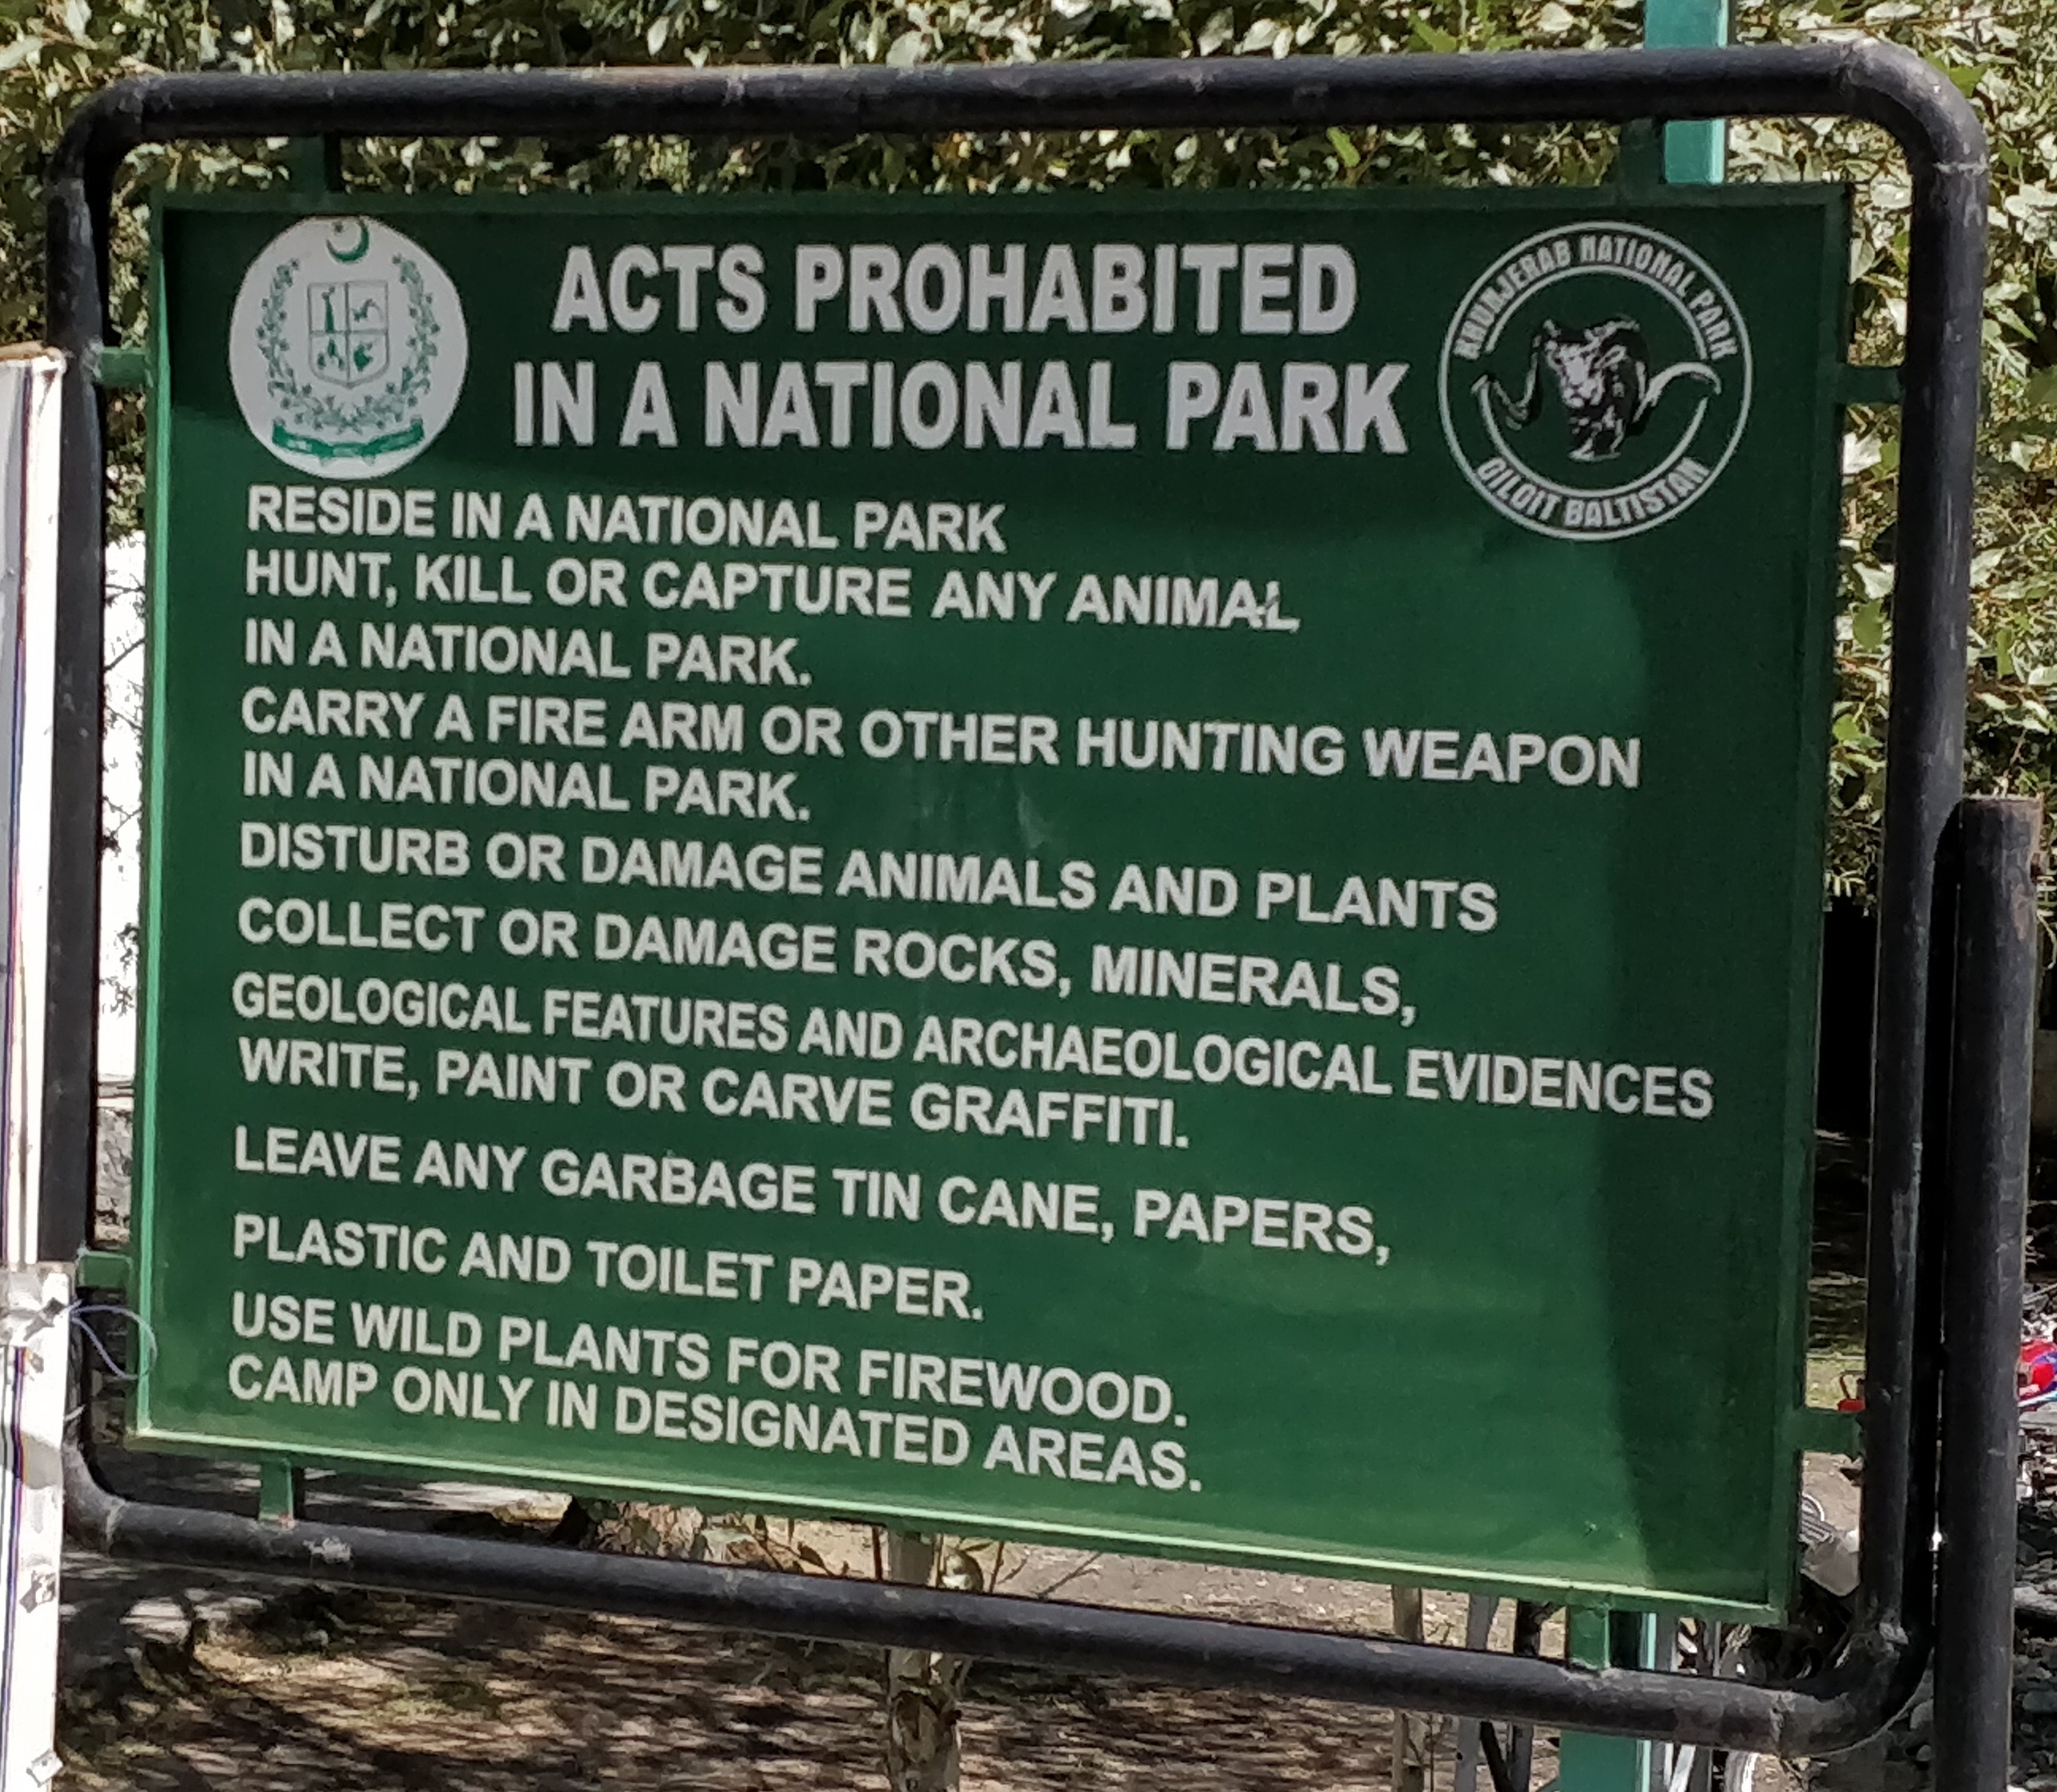 ACTS PROHABITED
IN A NATIONAL PARK
KHUNJERAB NATIONAL PARK
GILGIT BALTISTAN
RESIDE IN A NATIONAL PARK
HUNT, KILL OR CAPTURE ANY ANIMAL
IN A NATIONAL PARK.
CARRY A FIRE ARM OR OTHER HUNTING WEAPON
IN A NATIONAL PARK.
DISTURB OR DAMAGE ANIMALS AND PLANTS
COLLECT OR DAMAGE ROCKS, MINERALS,
GEOLOGICAL FEATURES AND ARCHAEOLOGICAL EVIDENCES
WRITE, PAINT OR CARVE GRAFFITI.
LEAVE ANY GARBAGE TIN CANE, PAPERS,
PLASTIC AND TOILET PAPER.
USE WILD PLANTS FOR FIREWOOD.
CAMP ONLY IN DESIGNATED AREAS.